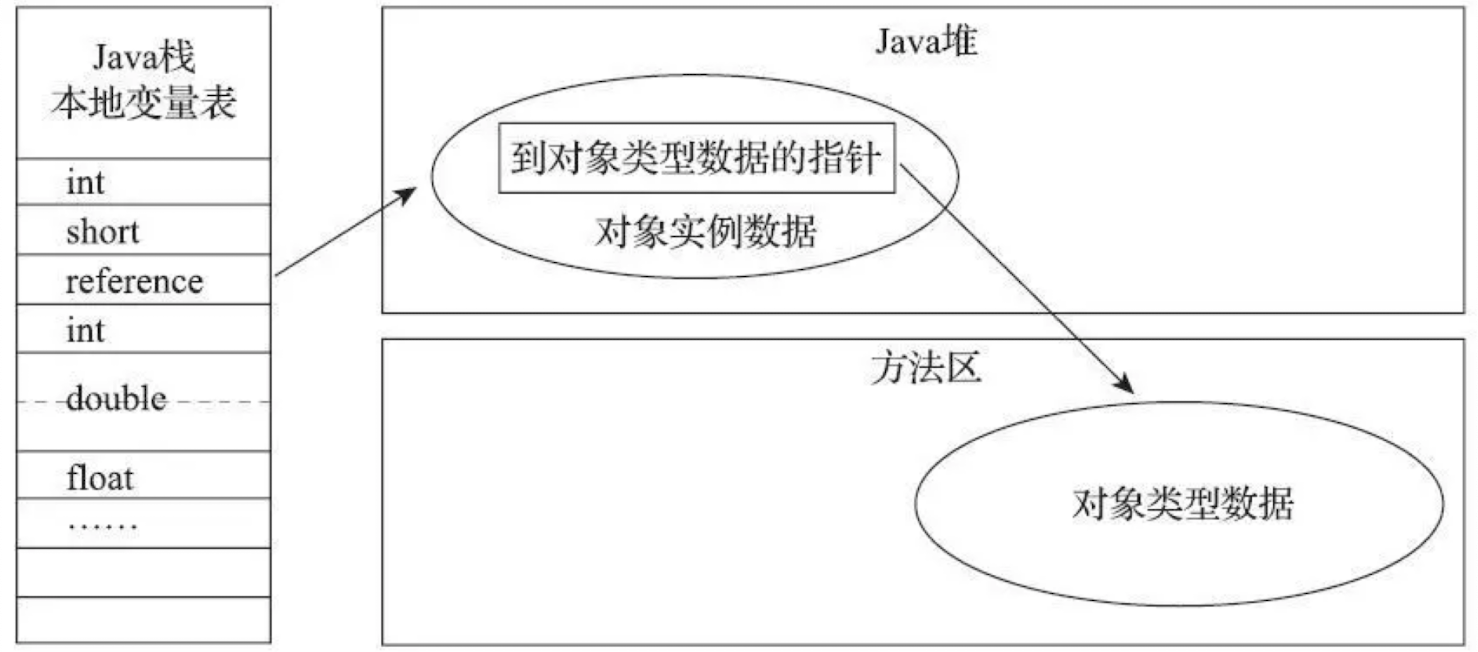 Java栈
本地变量表
int
short
reference
int
double
float
……
Java堆
到对象类型数据的指针
对象实例数据
方法区
对象类型数据